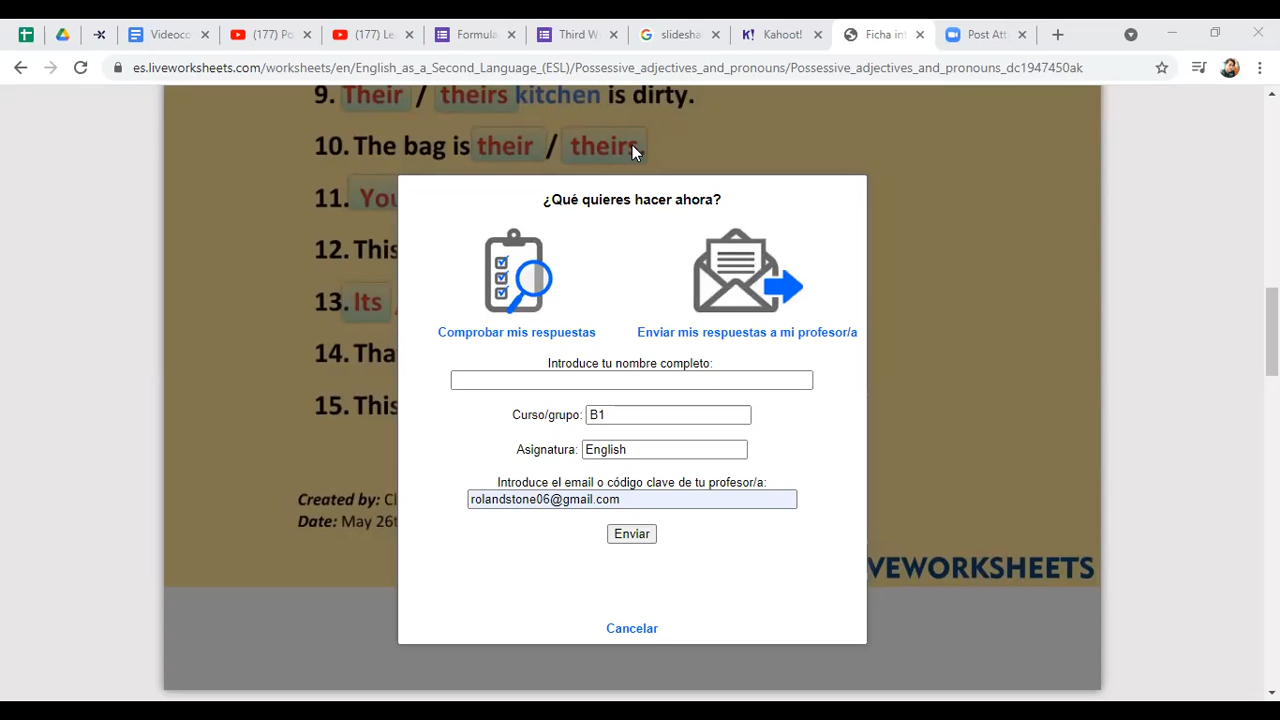 Videoco
(177) Po
(177) Le
Formula
Third W
slidesha
Kahoot!
Ficha in
Post Att
es.liveworksheets.com/worksheets/en/English_as_a_Second_Language_(ESL)/Possessive_adjectives_and_pronouns/Possessive_adjectives_and_pronouns_dc1947450ak
9. Their / theirs kitchen is dirty.
10. The bag is their / theirs.
11. You
12. This
13. Its
14. Tha
15. This
Created by: Cl
Date: May 26t
VEWORKSHEETS
¿Qué quieres hacer ahora?
Comprobar mis respuestas
Enviar mis respuestas a mi profesor/a
Introduce tu nombre completo:
Curso/grupo: B1
Asignatura: English
Introduce el email o código clave de tu profesor/a:
rolandstone06@gmail.com
Enviar
Cancelar